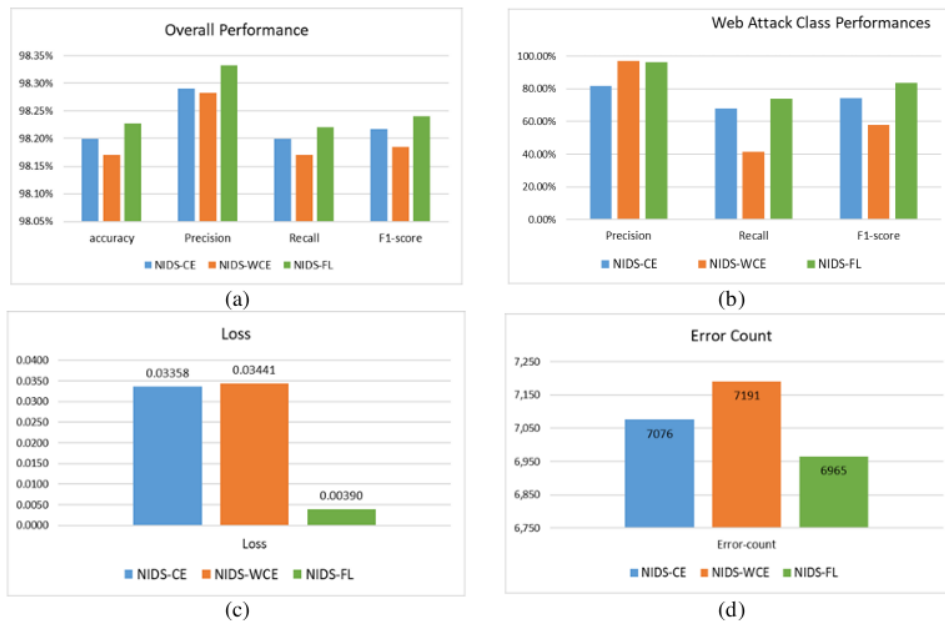 Overall Performance
98.35%
98.30%
98.25%
98.20%
98.15%
98.10%
98.05%
accuracy Precision Recall F1-score
NIDS-CE NIDS-WCE NIDS-FL
(a)
Web Attack Class Performances
100.00%
80.00%
60.00%
40.00%
20.00%
0.00%
Precision Recall F1-score
NIDS-CE NIDS-WCE NIDS-FL
(b)
Loss
0.0400
0.0350
0.0300
0.0250
0.0200
0.0150
0.0100
0.0050
0.0000
0.03358
0.03441
0.00390
Loss
NIDS-CE NIDS-WCE NIDS-FL
(c)
Error Count
7,250
7,150
7,050
6,950
6,850
6,750
7076
7191
6965
Error-count
NIDS-CE NIDS-WCE NIDS-FL
(d)